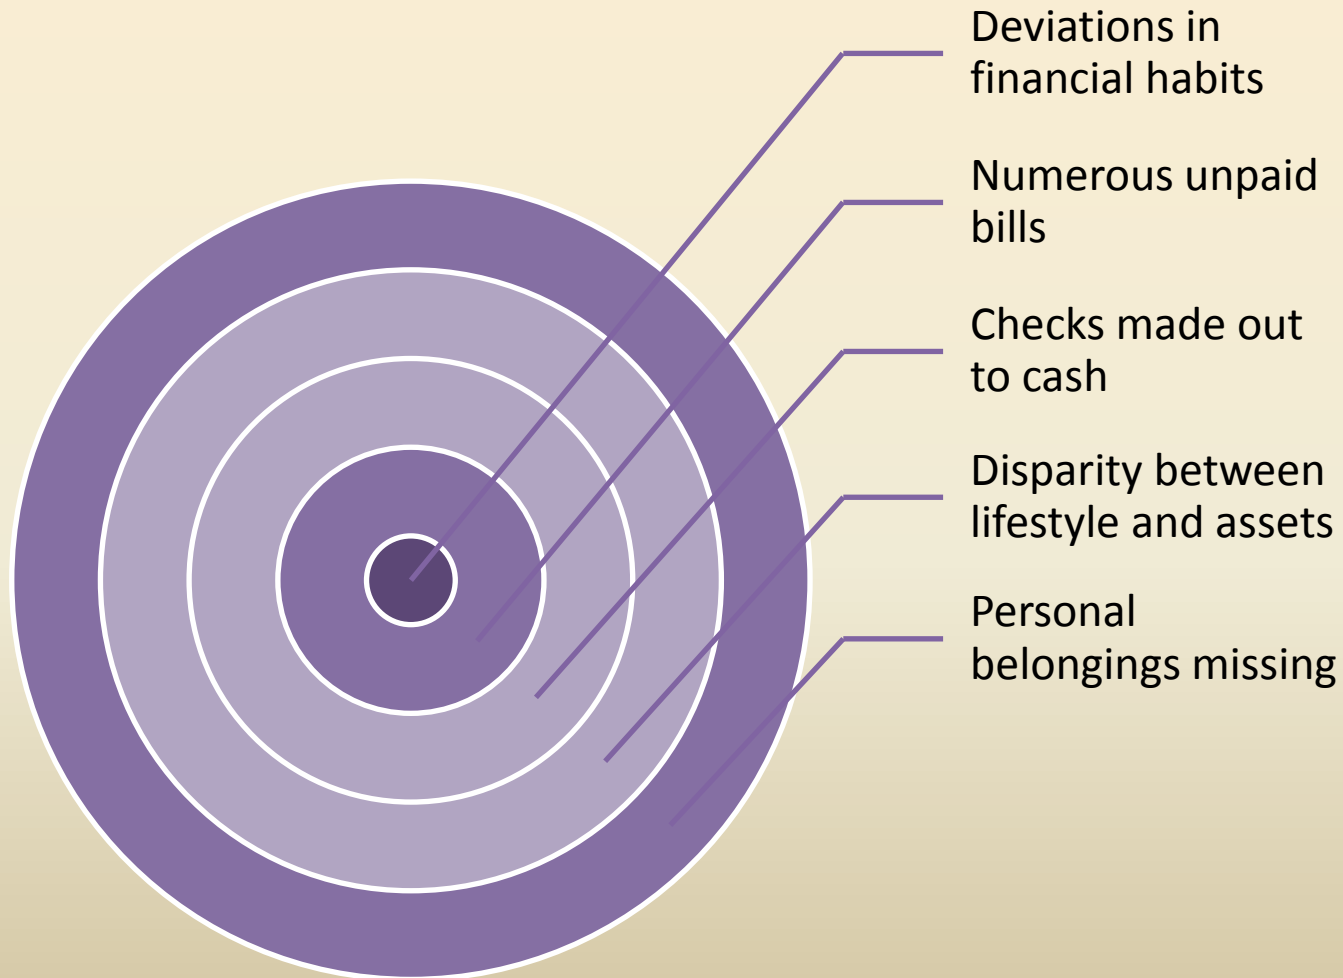 Deviations in
financial habits
Numerous unpaid
bills
Checks made out
to cash
Disparity between
lifestyle and assets
Personal
belongings missing